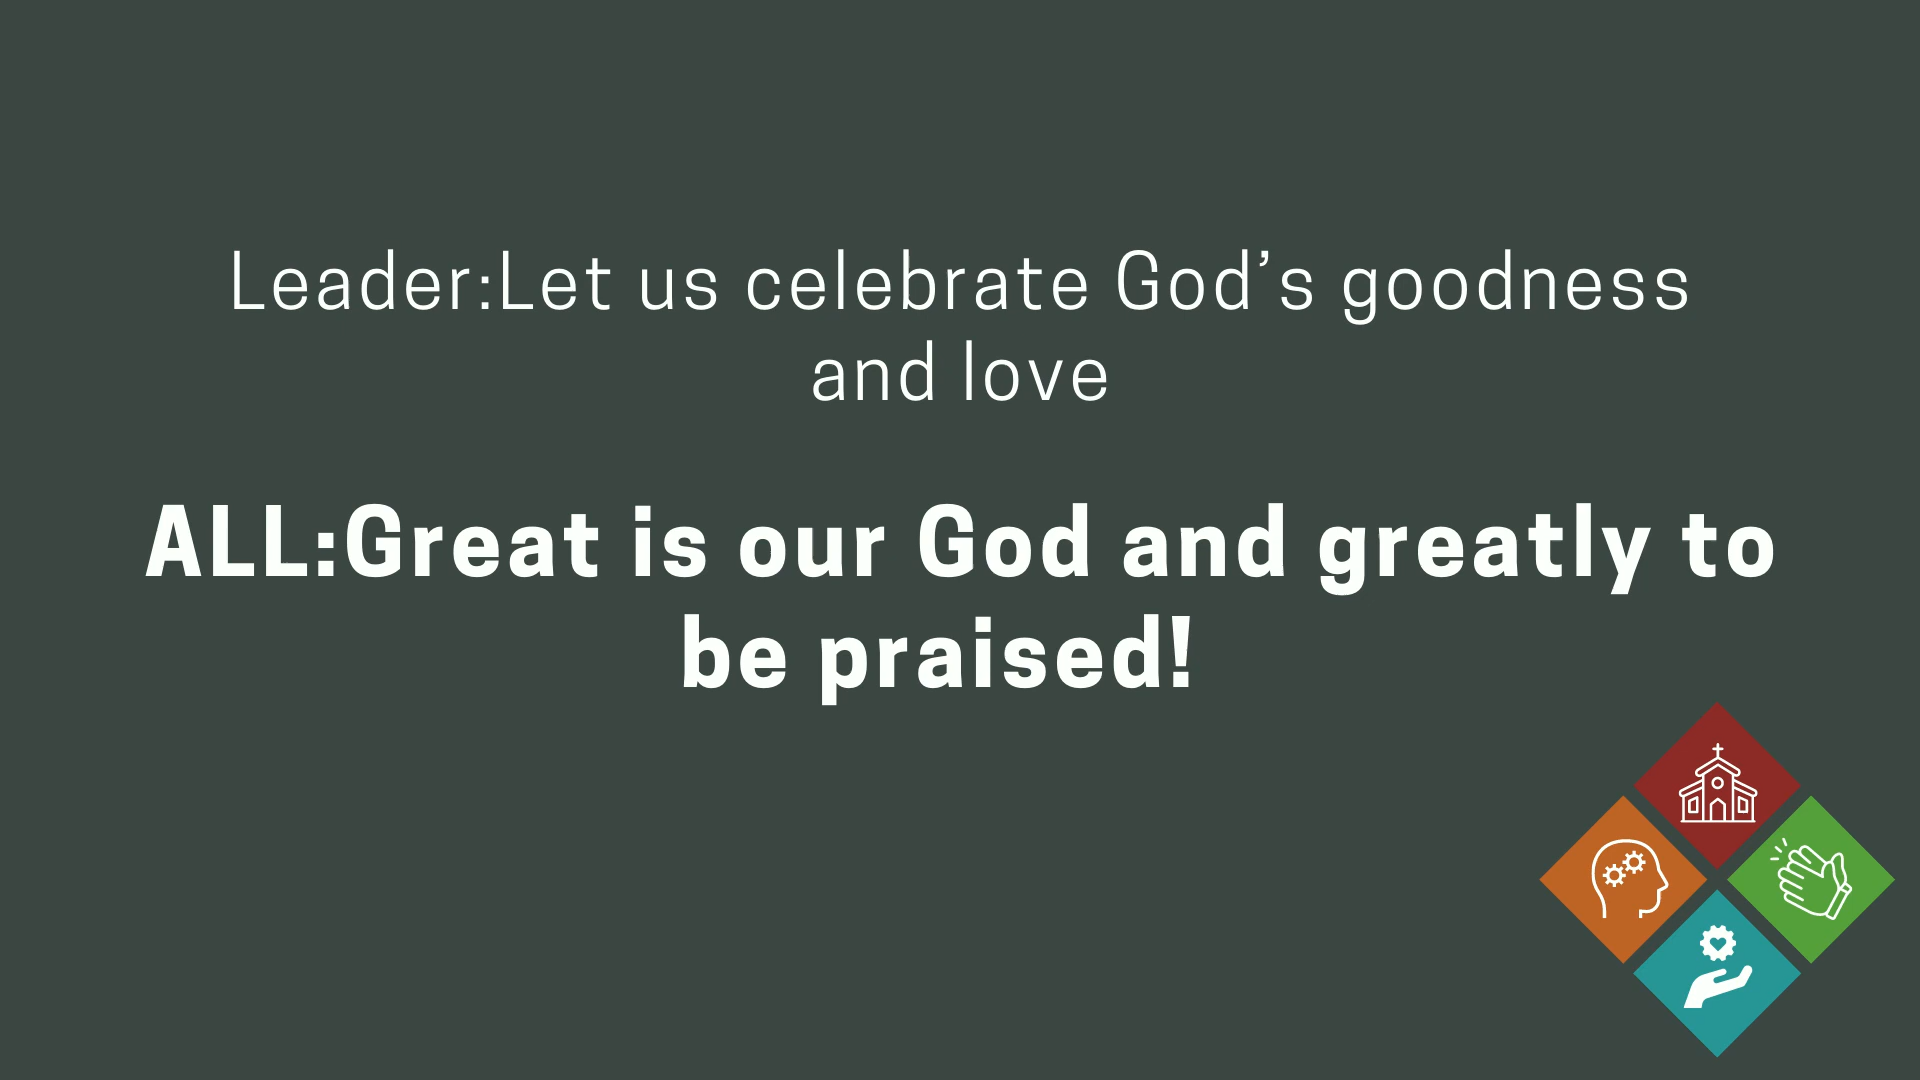 Leader:Let us celebrate God’s goodness
and love
ALL:Great is our God and greatly to
be praised!